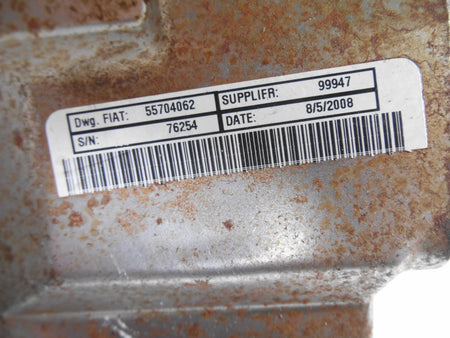 Dwg. FIAT: 55704062 SUPPLIER: 99947
S/N: 76254 DATE: 8/5/2008